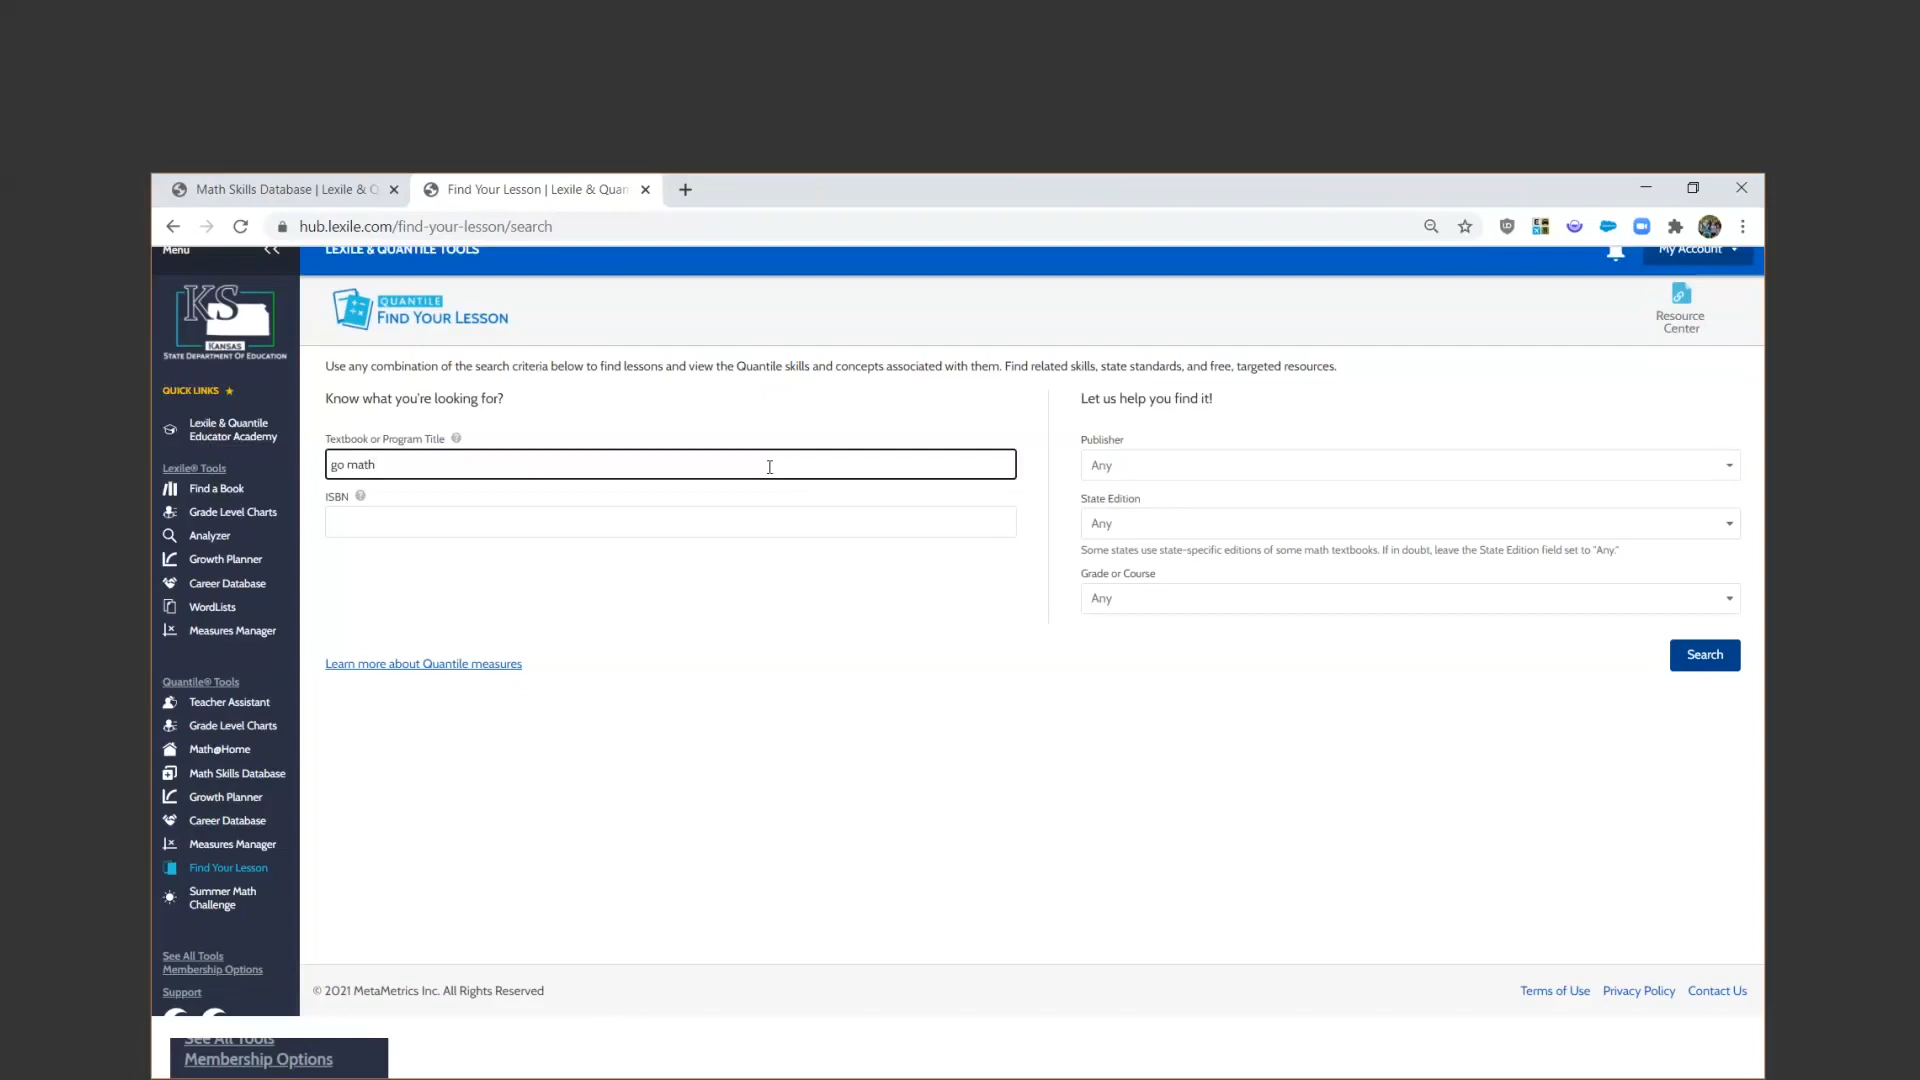 Math Skills Database | Lexile & Q
Find Your Lesson | Lexile & Quan
hub.lexile.com/find-your-lesson/search
Menu
LEXILE & QUANTILE TOOLS
My Account
KS
KANSAS
STATE DEPARTMENT OF EDUCATION
QUANTILE
FIND YOUR LESSON
Resource
Center
QUICK LINKS
Lexile & Quantile
Educator Academy
Lexile® Tools
Find a Book
Grade Level Charts
Analyzer
Growth Planner
Career Database
WordLists
Measures Manager
Quantile® Tools
Teacher Assistant
Grade Level Charts
Math@Home
Math Skills Database
Growth Planner
Career Database
Measures Manager
Find Your Lesson
Summer Math
Challenge
See All Tools
Membership Options
Support
Use any combination of the search criteria below to find lessons and view the Quantile skills and concepts associated with them. Find related skills, state standards, and free, targeted resources.
Know what you're looking for?
Textbook or Program Title
go math
ISBN
Learn more about Quantile measures
Let us help you find it!
Publisher
Any
State Edition
Any
Some states use state-specific editions of some math textbooks. If in doubt, leave the State Edition field set to "Any."
Grade or Course
Any
Search
© 2021 MetaMetrics Inc. All Rights Reserved
Terms of Use
Privacy Policy
Contact Us
See All Tools
Membership Options